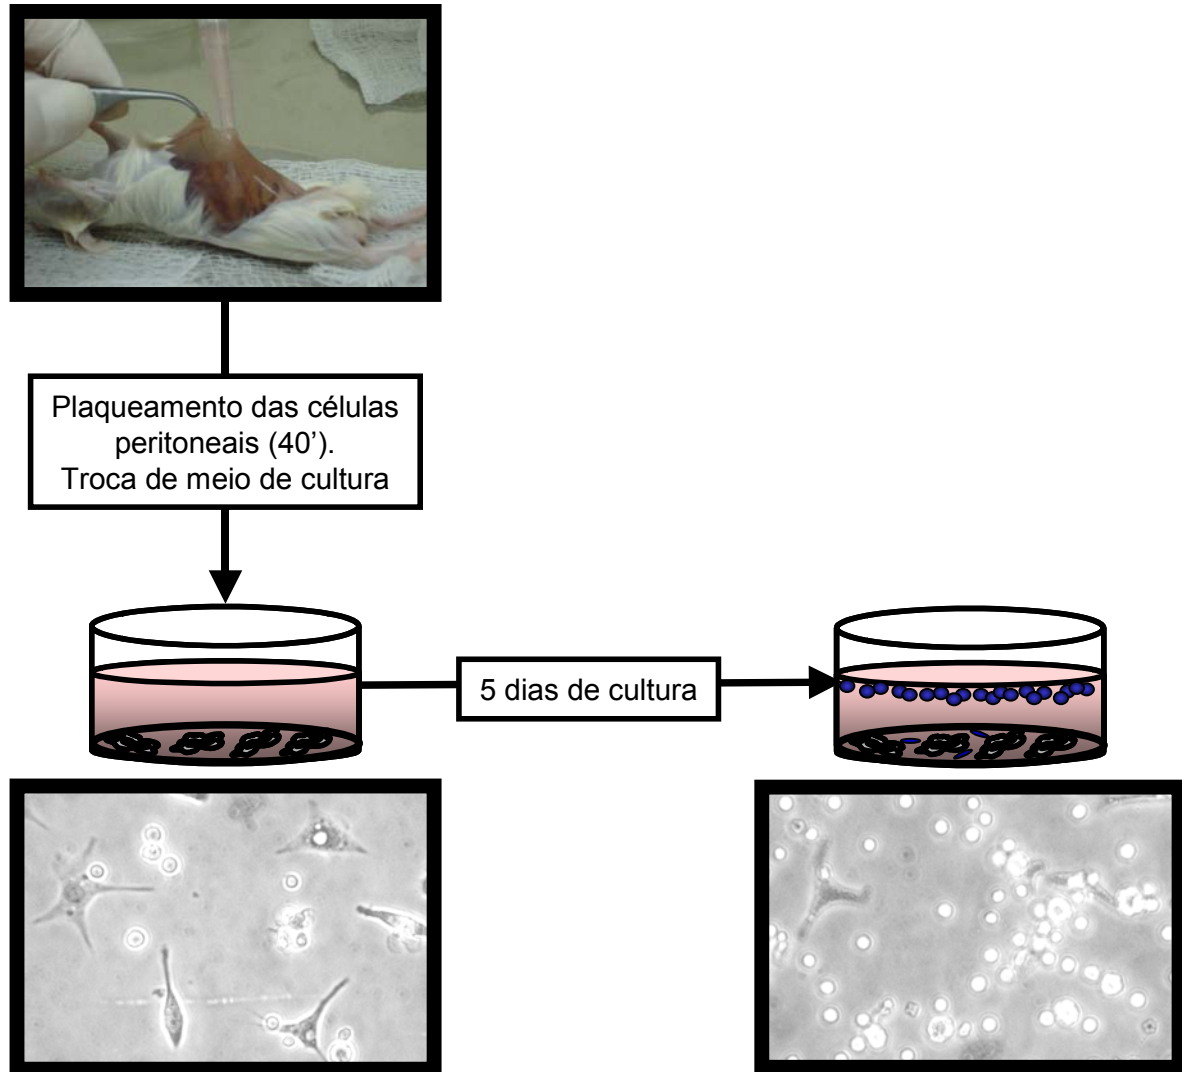 Plaqueamento das células
peritoneais (40’).
Troca de meio de cultura
5 dias de cultura